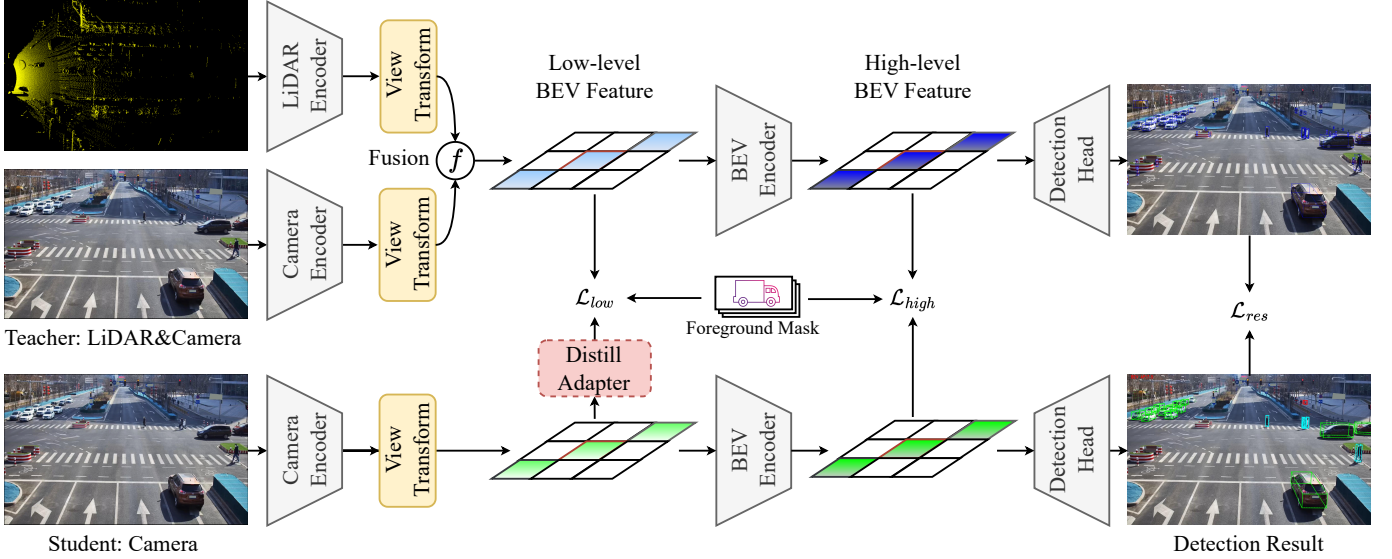 LiDAR
Encoder
View
Transform
Low-level
BEV Feature
BEV
Encoder
High-level
BEV Feature
Detection
Head
Fusion
f
Camera
Encoder
View
Transform
Teacher: LiDAR&Camera
ℒlow
Foreground Mask
ℒhigh
ℒres
Distill
Adapter
Camera
Encoder
View
Transform
BEV
Encoder
Detection
Head
Student: Camera
Detection Result